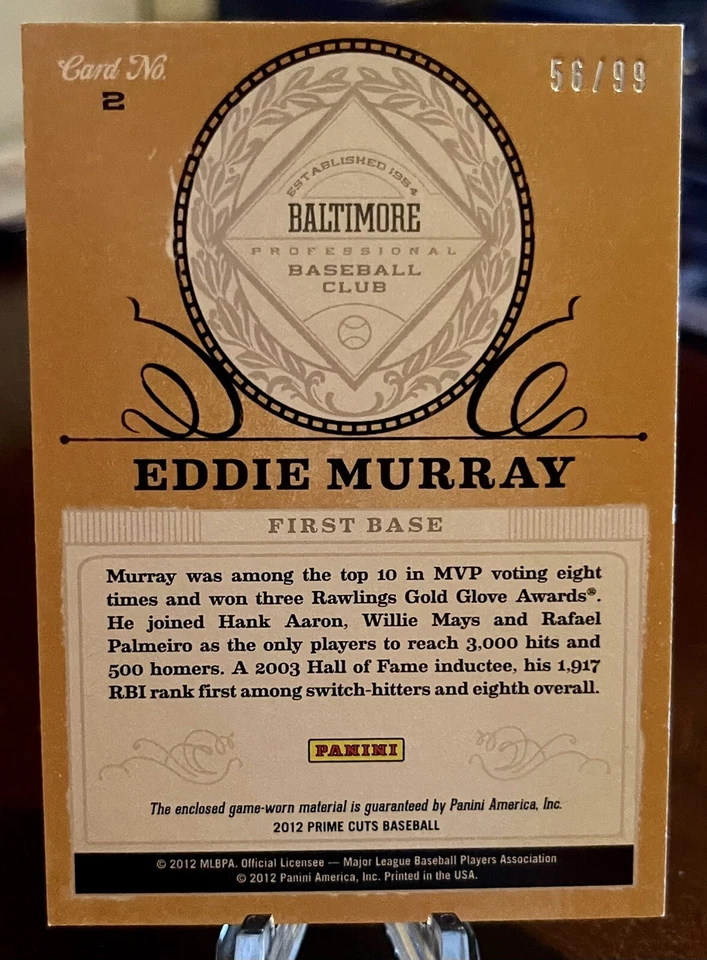 Card No.
2
56/99
ESTABLISHED 1954
BALTIMORE
PROFESSIONAL
BASEBALL
CLUB
EDDIE MURRAY
FIRST BASE
Murray was among the top 10 in MVP voting eight
times and won three Rawlings Gold Glove Awards®.
He joined Hank Aaron, Willie Mays and Rafael
Palmeiro as the only players to reach 3,000 hits and
500 homers. A 2003 Hall of Fame inductee, his 1,917
RBI rank first among switch-hitters and eighth overall.
PANINI
The enclosed game-worn material is guaranteed by Panini America, Inc.
2012 PRIME CUTS BASEBALL
© 2012 MLBPA. Official Licensee — Major League Baseball Players Association
© 2012 Panini America, Inc. Printed in the USA.